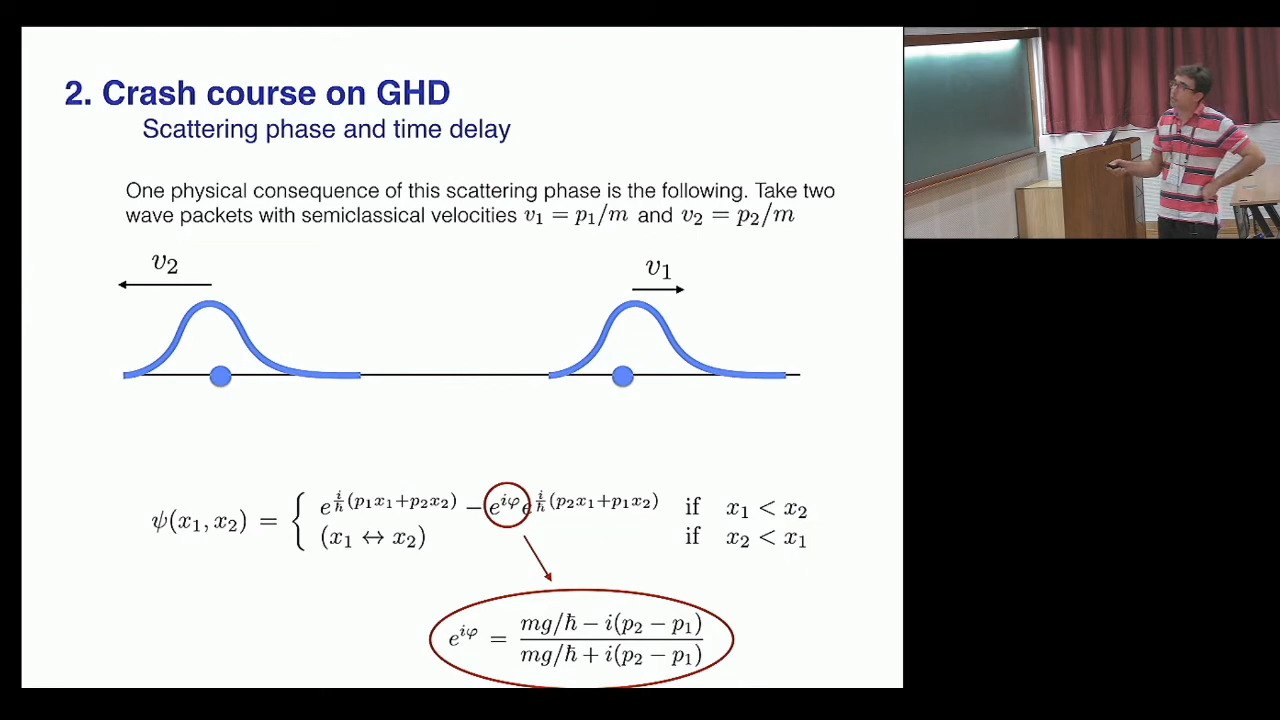 2. Crash course on GHD
Scattering phase and time delay
One physical consequence of this scattering phase is the following. Take two
wave packets with semiclassical velocities v₁ = p₁/m and v₂ = p₂/m
v₂
v₁
ψ(x₁, x₂) = { e^{i/ħ(p₁x₁+p₂x₂)} − e^{iφ} e^{i/ħ(p₂x₁+p₁x₂)} if x₁ < x₂
(x₁ ↔ x₂) if x₂ < x₁
e^{iφ} = \frac{mg/ħ − i(p₂ − p₁)}{mg/ħ + i(p₂ − p₁)}